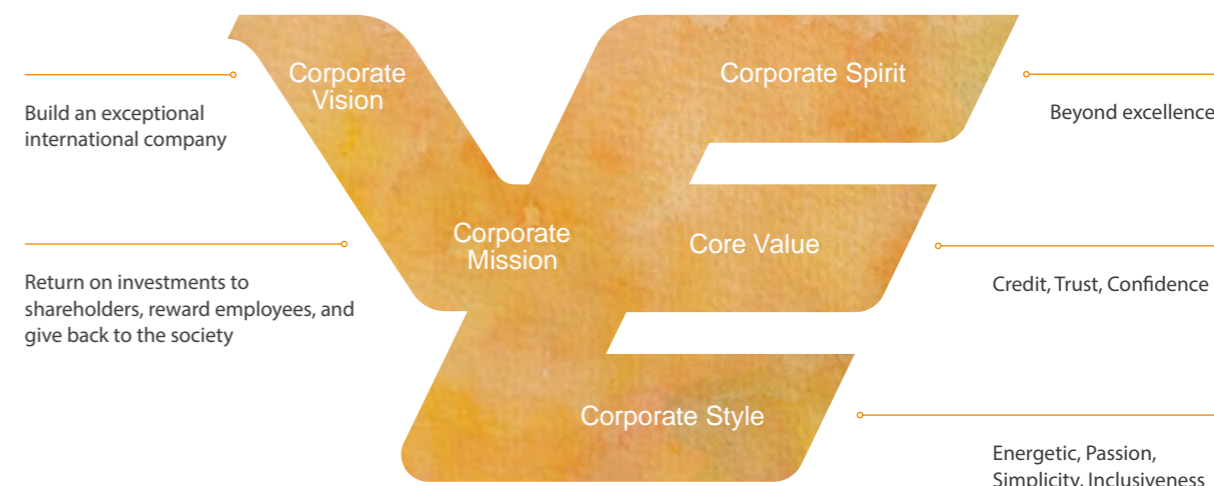 Corporate
Vision
Build an exceptional
international company
Corporate
Mission
Return on investments to
shareholders, reward employees, and
give back to the society
Corporate Spirit
Beyond excellence
Core Value
Credit, Trust, Confidence
Corporate Style
Energetic, Passion,
Simplicity, Inclusiveness